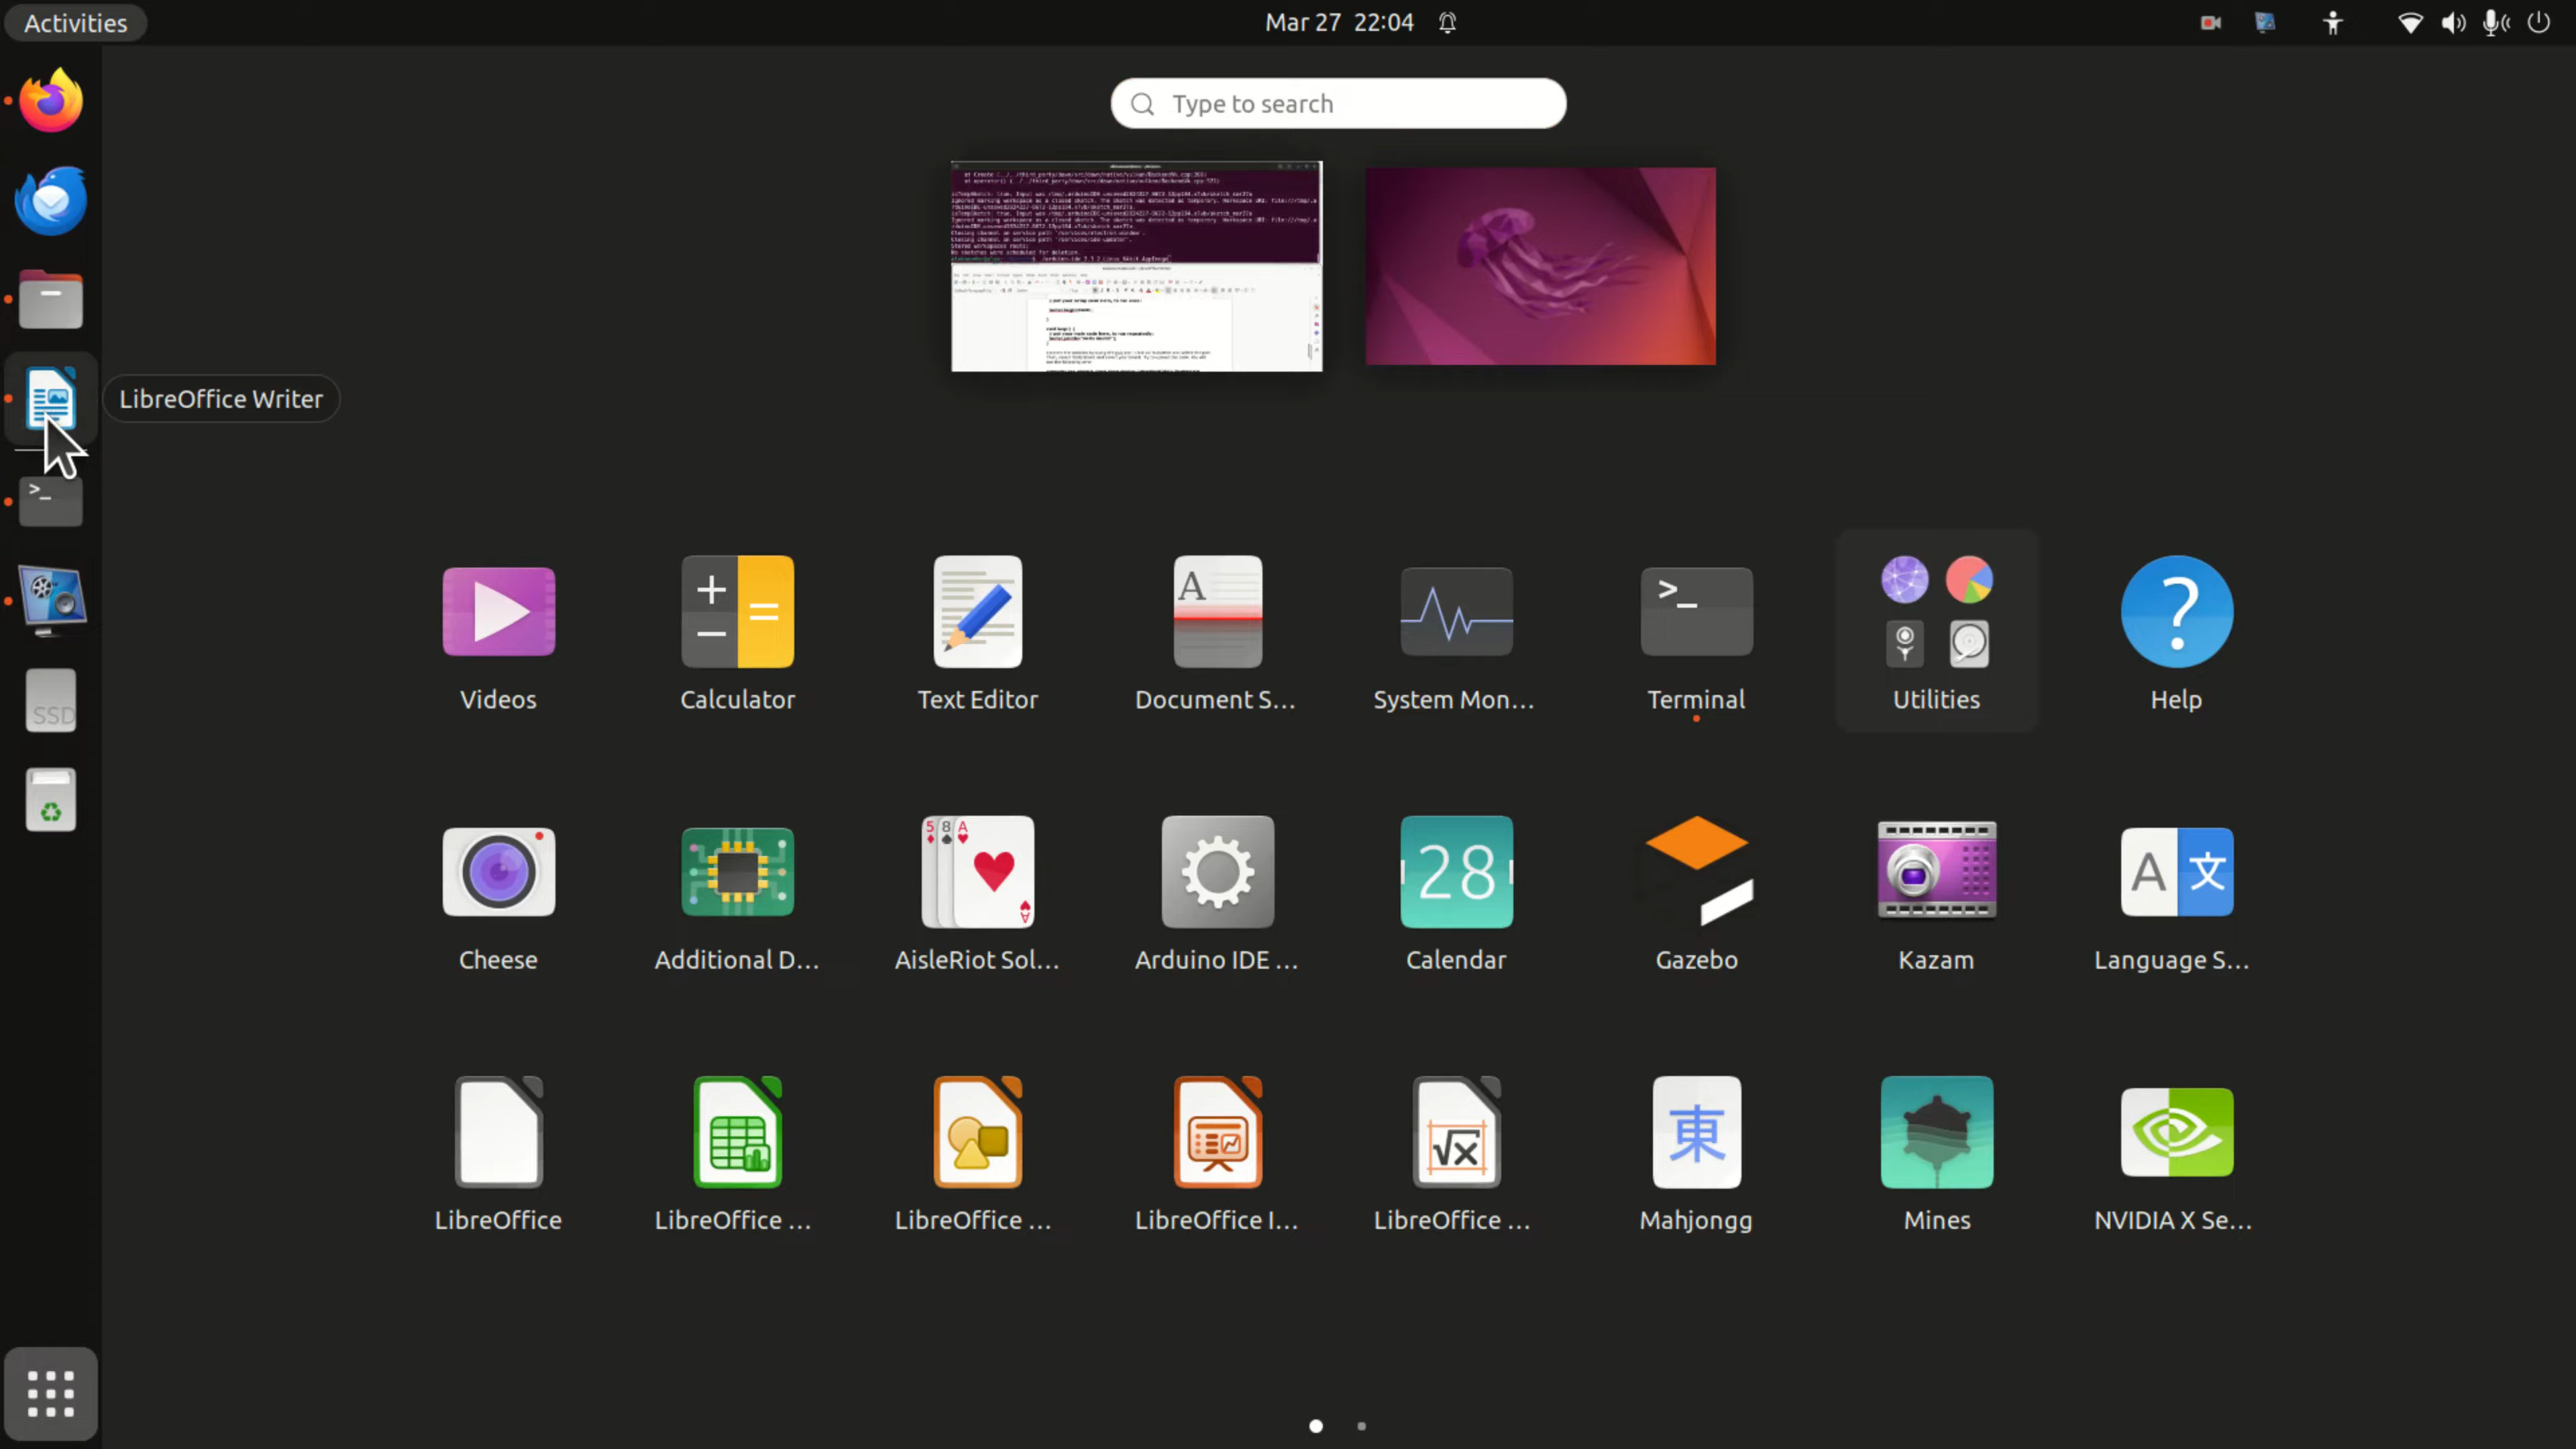 Activities
Mar 27 22:04
Type to search
LibreOffice Writer
>_
SSD
A
>_
?
Videos
Calculator
Text Editor
Document S...
System Mon...
Terminal
Utilities
Help
5 8 A
A
28
A 文
Cheese
Additional D...
AisleRiot Sol...
Arduino IDE ...
Calendar
Gazebo
Kazam
Language S...
√x
東
LibreOffice
LibreOffice ...
LibreOffice ...
LibreOffice I...
LibreOffice ...
Mahjongg
Mines
NVIDIA X Se...